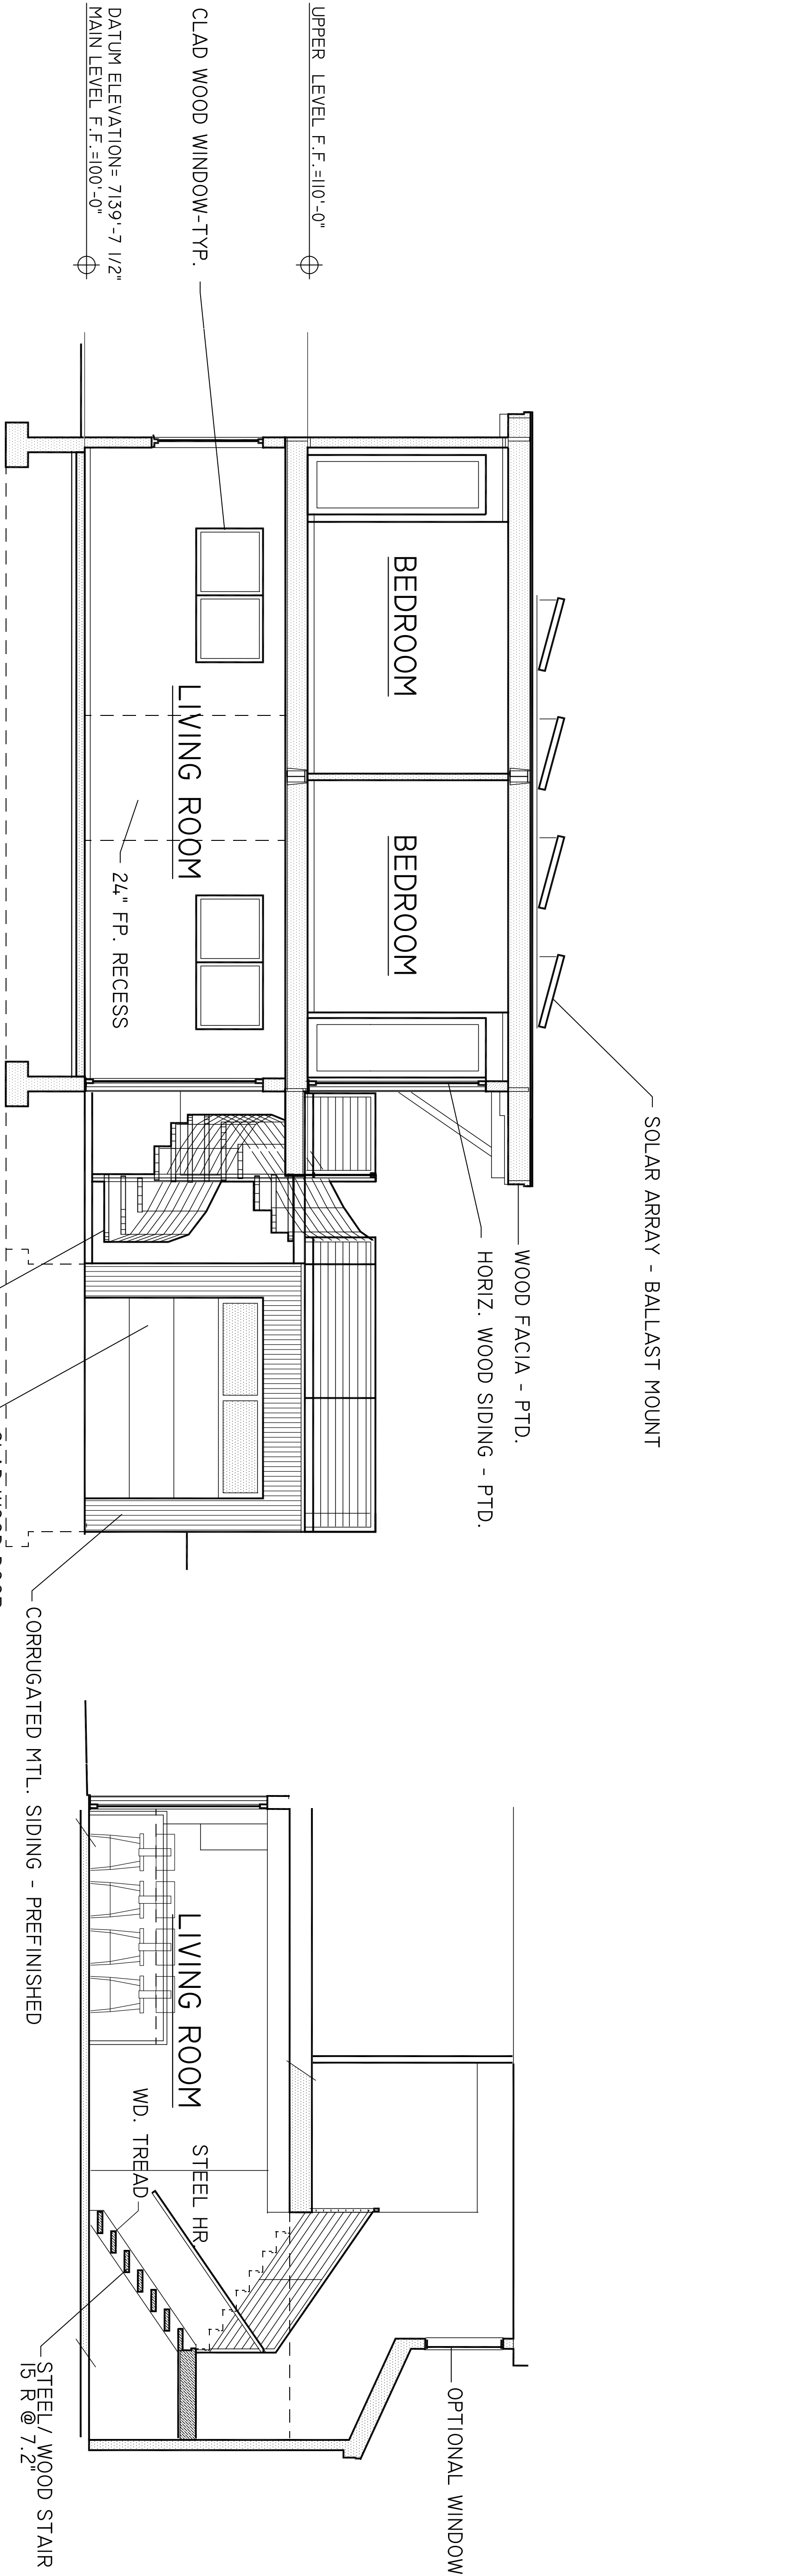 SOLAR ARRAY - BALLAST MOUNT
WOOD FACIA - PTD.
HORIZ. WOOD SIDING - PTD.
OPTIONAL WINDOW
UPPER LEVEL F.F.=110'-0"
BEDROOM
BEDROOM
CLAD WOOD WINDOW-TYP.
LIVING ROOM
24" FP. RECESS
LIVING ROOM
STEEL HR.
WD. TREAD
DATUM ELEVATION= 7139'-7 1/2"
MAIN LEVEL F.F.=100'-0"
CORRUGATED MTL. SIDING - PREFINISHED
STEEL/ WOOD STAIR
15 R @ 7.2"